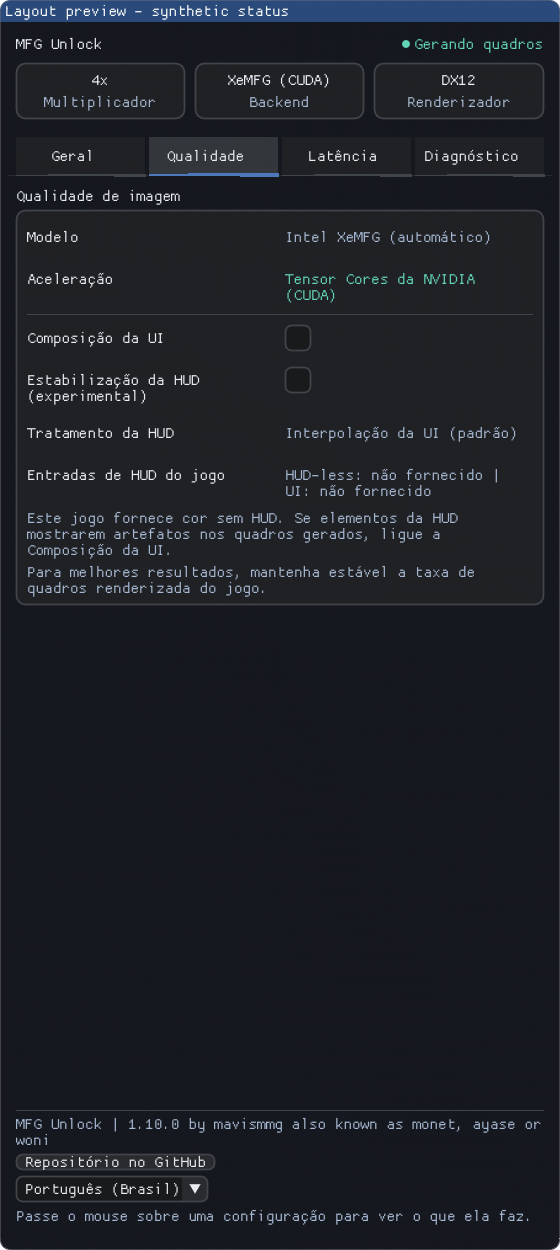 Layout preview - synthetic status
MFG Unlock
Gerando quadros
4x
Multiplicador
XeMFG (CUDA)
Backend
DX12
Renderizador
Geral
Qualidade
Latência
Diagnóstico
Qualidade de imagem
Modelo
Intel XeMFG (automático)
Aceleração
Tensor Cores da NVIDIA
(CUDA)
Composição da UI
Estabilização da HUD
(experimental)
Tratamento da HUD
Interpolação da UI (padrão)
Entradas de HUD do jogo
HUD-less: não fornecido |
UI: não fornecido
Este jogo fornece cor sem HUD. Se elementos da HUD
mostrarem artefatos nos quadros gerados, ligue a
Composição da UI.
Para melhores resultados, mantenha estável a taxa de
quadros renderizada do jogo.
MFG Unlock | 1.10.0 by mavismmg also known as monet, ayase or
woni
Repositório no GitHub
Português (Brasil)
Passe o mouse sobre uma configuração para ver o que ela faz.